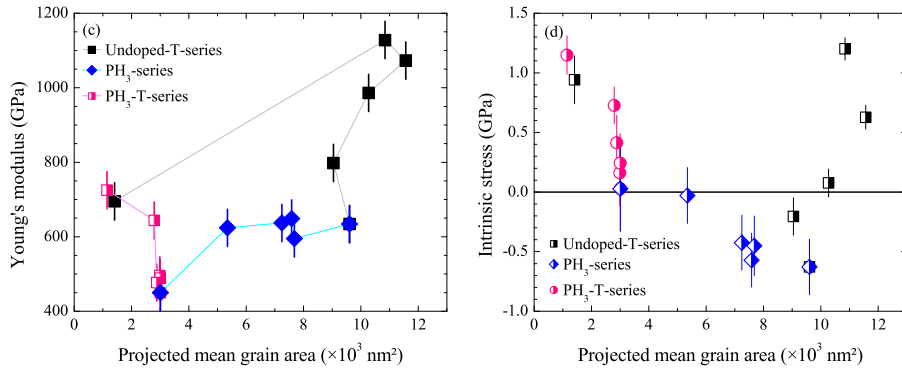 (c)
Undoped-T-series
PH₃-series
PH₃-T-series
Young's modulus (GPa)
1200
1000
800
600
400
0 2 4 6 8 10 12
Projected mean grain area (×10³ nm²)
(d)
Intrinsic stress (GPa)
1.5
1.0
0.5
0.0
-0.5
-1.0
Undoped-T-series
PH₃-series
PH₃-T-series
0 2 4 6 8 10 12
Projected mean grain area (×10³ nm²)